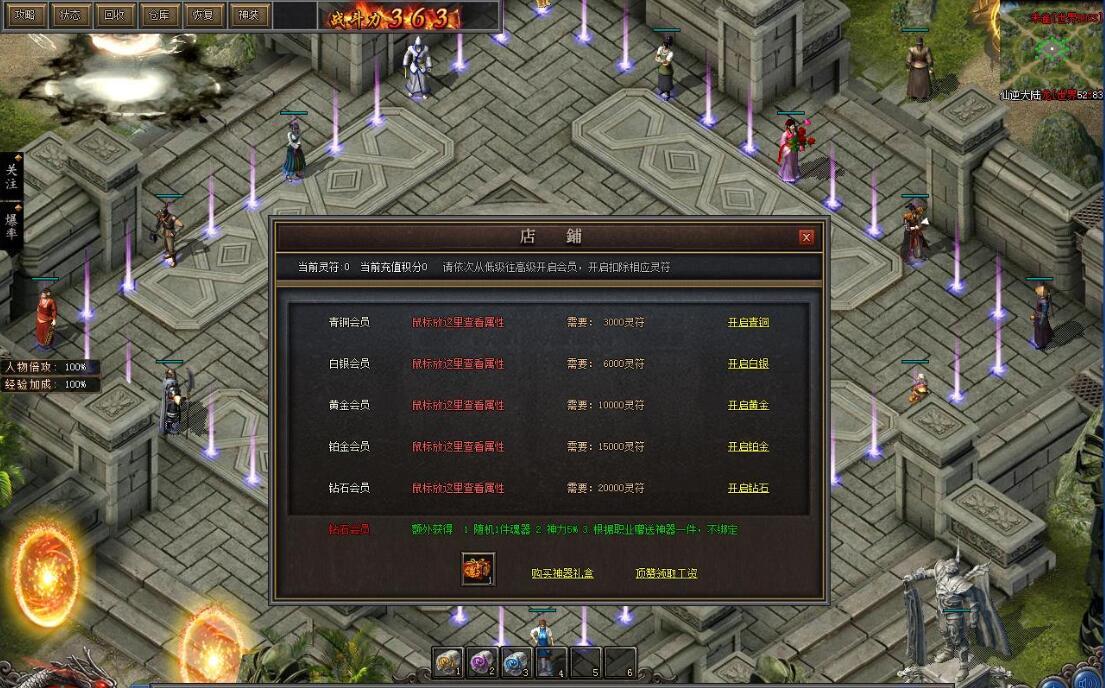 攻略 状态 回收 仓库 恢复 神装
战斗力363
仙逆大陆
52:83
关注
爆率
店 鋪
当前灵符:0 当前充值积分0 请依次从低级往高级开启会员，开启扣除相应灵符
青铜会员 鼠标放这里查看属性 需要： 3000灵符 开启青铜
白银会员 鼠标放这里查看属性 需要： 6000灵符 开启白银
人物倍攻: 100%
经验加成: 100%
黄金会员 鼠标放这里查看属性 需要：10000灵符 开启黄金
铂金会员 鼠标放这里查看属性 需要：15000灵符 开启铂金
钻石会员 鼠标放这里查看属性 需要：20000灵符 开启钻石
钻石会员 额外获得 1 随机1件魂器 2 神力5% 3 根据职业赠送神器一件，不绑定
1 购买神器礼盒 顶赞领取工资
1 2 3 4 5 6